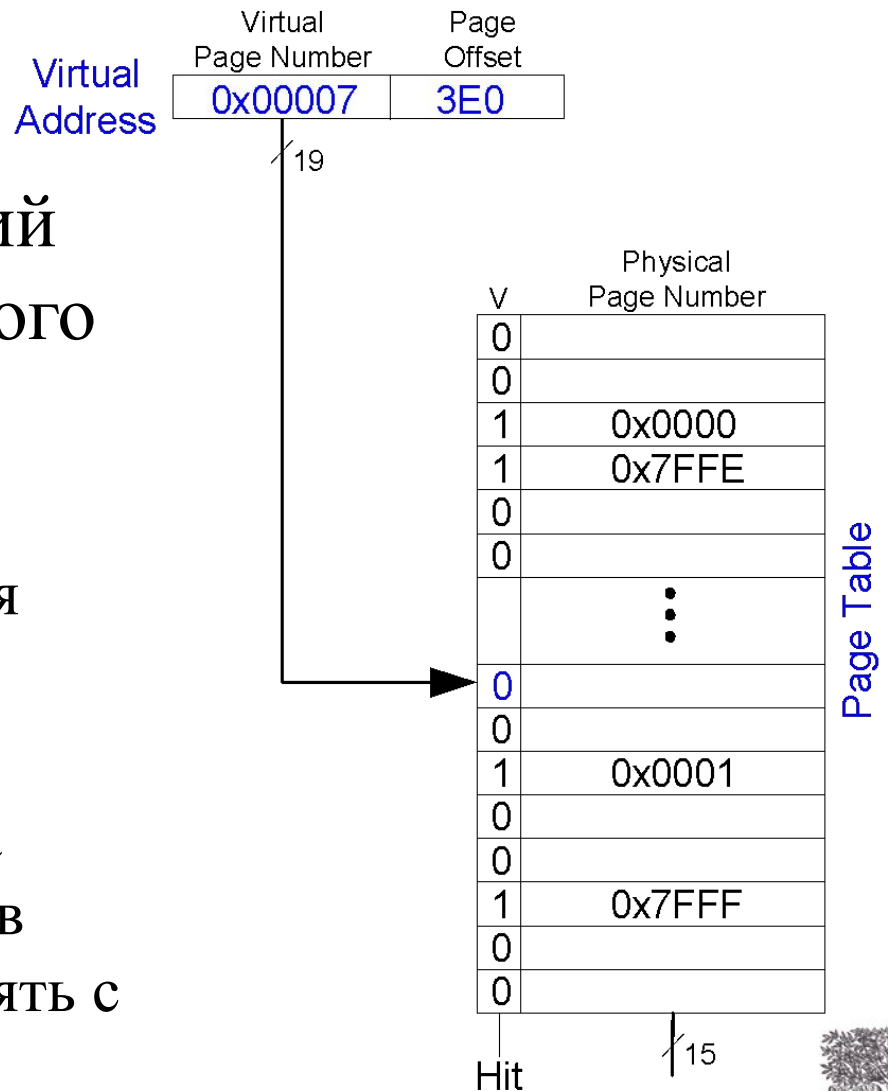 Virtual
Page Number
Page
Offset
Virtual
Address
0x00007
3E0
19
ий
ого
я
в
ять с
Physical
Page Number
V
0
0
1 0x0000
1 0x7FFE
0
0
0
0
1 0x0001
0
0
1 0x7FFF
0
0
Page Table
Hit
15